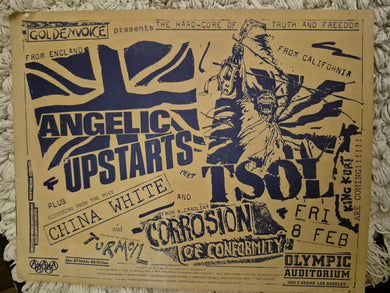 GOLDENVOICE presents THE HARD-CORE OF TRUTH AND FREEDOM
FROM ENGLAND
FROM CALIFORNIA
ANGELIC
UPSTARTS
MEET
TSOL
PLUS
RETURNING FROM THE VOID
CHINA WHITE
AND
FROM N. CAROLINA
CORROSION
OF CONFORMITY
and
TURMOIL
ARE COMING!!!!!!
FRI
8 FEB
OLYMPIC
AUDITORIUM
1801 S GRAND · LOS ANGELES